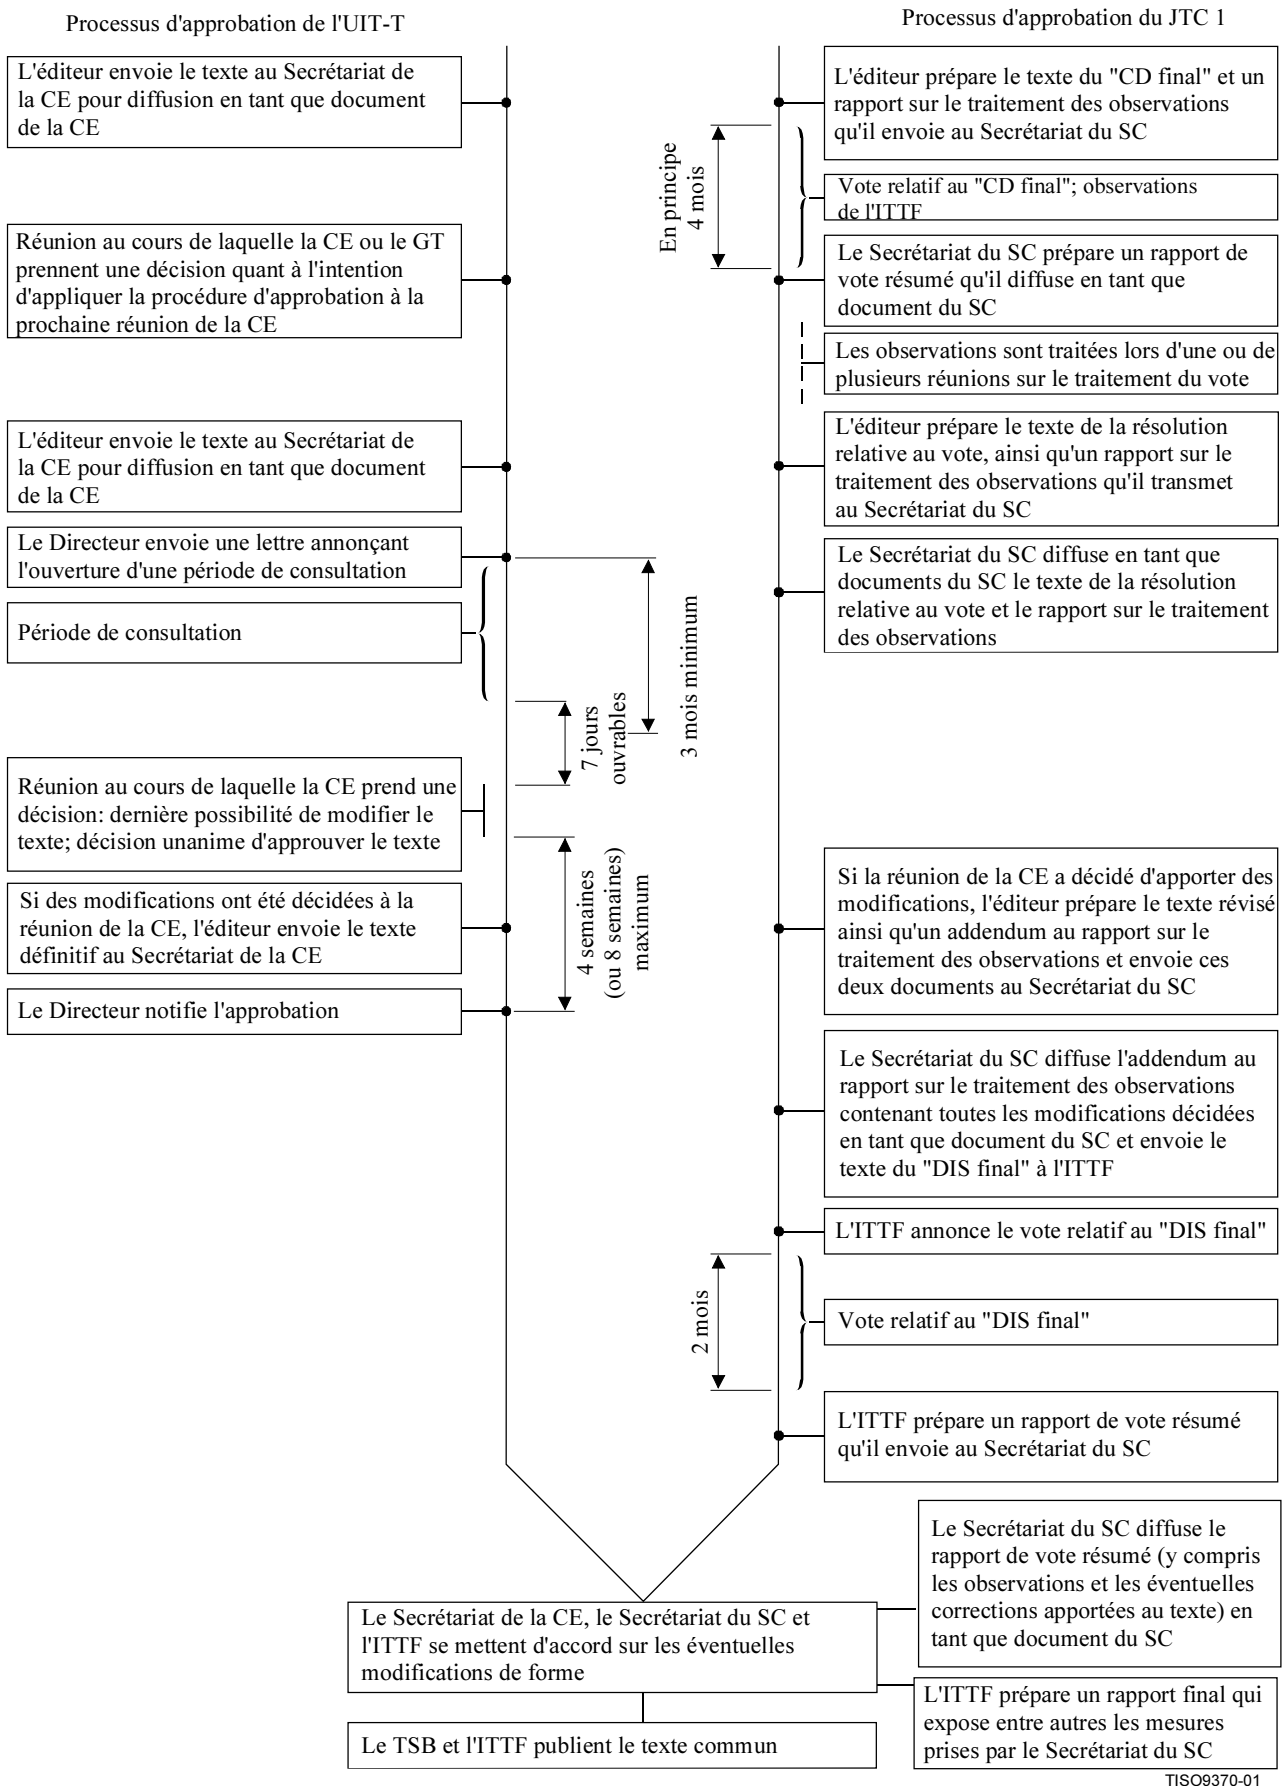 Processus d'approbation de l'UIT-T
L'éditeur envoie le texte au Secrétariat de
la CE pour diffusion en tant que document
de la CE
Réunion au cours de laquelle la CE ou le GT
prennent une décision quant à l'intention
d'appliquer la procédure d'approbation à la
prochaine réunion de la CE
L'éditeur envoie le texte au Secrétariat de
la CE pour diffusion en tant que document
de la CE
Le Directeur envoie une lettre annonçant
l'ouverture d'une période de consultation
Période de consultation
3 mois minimum
7 jours
ouvrables
Réunion au cours de laquelle la CE prend une
décision: dernière possibilité de modifier le
texte; décision unanime d'approuver le texte
4 semaines
(ou 8 semaines)
maximum
Si des modifications ont été décidées à la
réunion de la CE, l'éditeur envoie le texte
définitif au Secrétariat de la CE
Le Directeur notifie l'approbation
Processus d'approbation du JTC 1
L'éditeur prépare le texte du "CD final" et un
rapport sur le traitement des observations
qu'il envoie au Secrétariat du SC
En principe
4 mois
Vote relatif au "CD final"; observations
de l'ITTF
Le Secrétariat du SC prépare un rapport de
vote résumé qu'il diffuse en tant que
document du SC
Les observations sont traitées lors d'une ou de
plusieurs réunions sur le traitement du vote
L'éditeur prépare le texte de la résolution
relative au vote, ainsi qu'un rapport sur le
traitement des observations qu'il transmet
au Secrétariat du SC
Le Secrétariat du SC diffuse en tant que
documents du SC le texte de la résolution
relative au vote et le rapport sur le traitement
des observations
Si la réunion de la CE a décidé d'apporter des
modifications, l'éditeur prépare le texte révisé
ainsi qu'un addendum au rapport sur le
traitement des observations et envoie ces
deux documents au Secrétariat du SC
Le Secrétariat du SC diffuse l'addendum au
rapport sur le traitement des observations
contenant toutes les modifications décidées
en tant que document du SC et envoie le
texte du "DIS final" à l'ITTF
L'ITTF annonce le vote relatif au "DIS final"
2 mois
Vote relatif au "DIS final"
L'ITTF prépare un rapport de vote résumé
qu'il envoie au Secrétariat du SC
Le Secrétariat du SC diffuse le
rapport de vote résumé (y compris
les observations et les éventuelles
corrections apportées au texte) en
tant que document du SC
Le Secrétariat de la CE, le Secrétariat du SC et
l'ITTF se mettent d'accord sur les éventuelles
modifications de forme
L'ITTF prépare un rapport final qui
expose entre autres les mesures
prises par le Secrétariat du SC
Le TSB et l'ITTF publient le texte commun
TISO9370-01